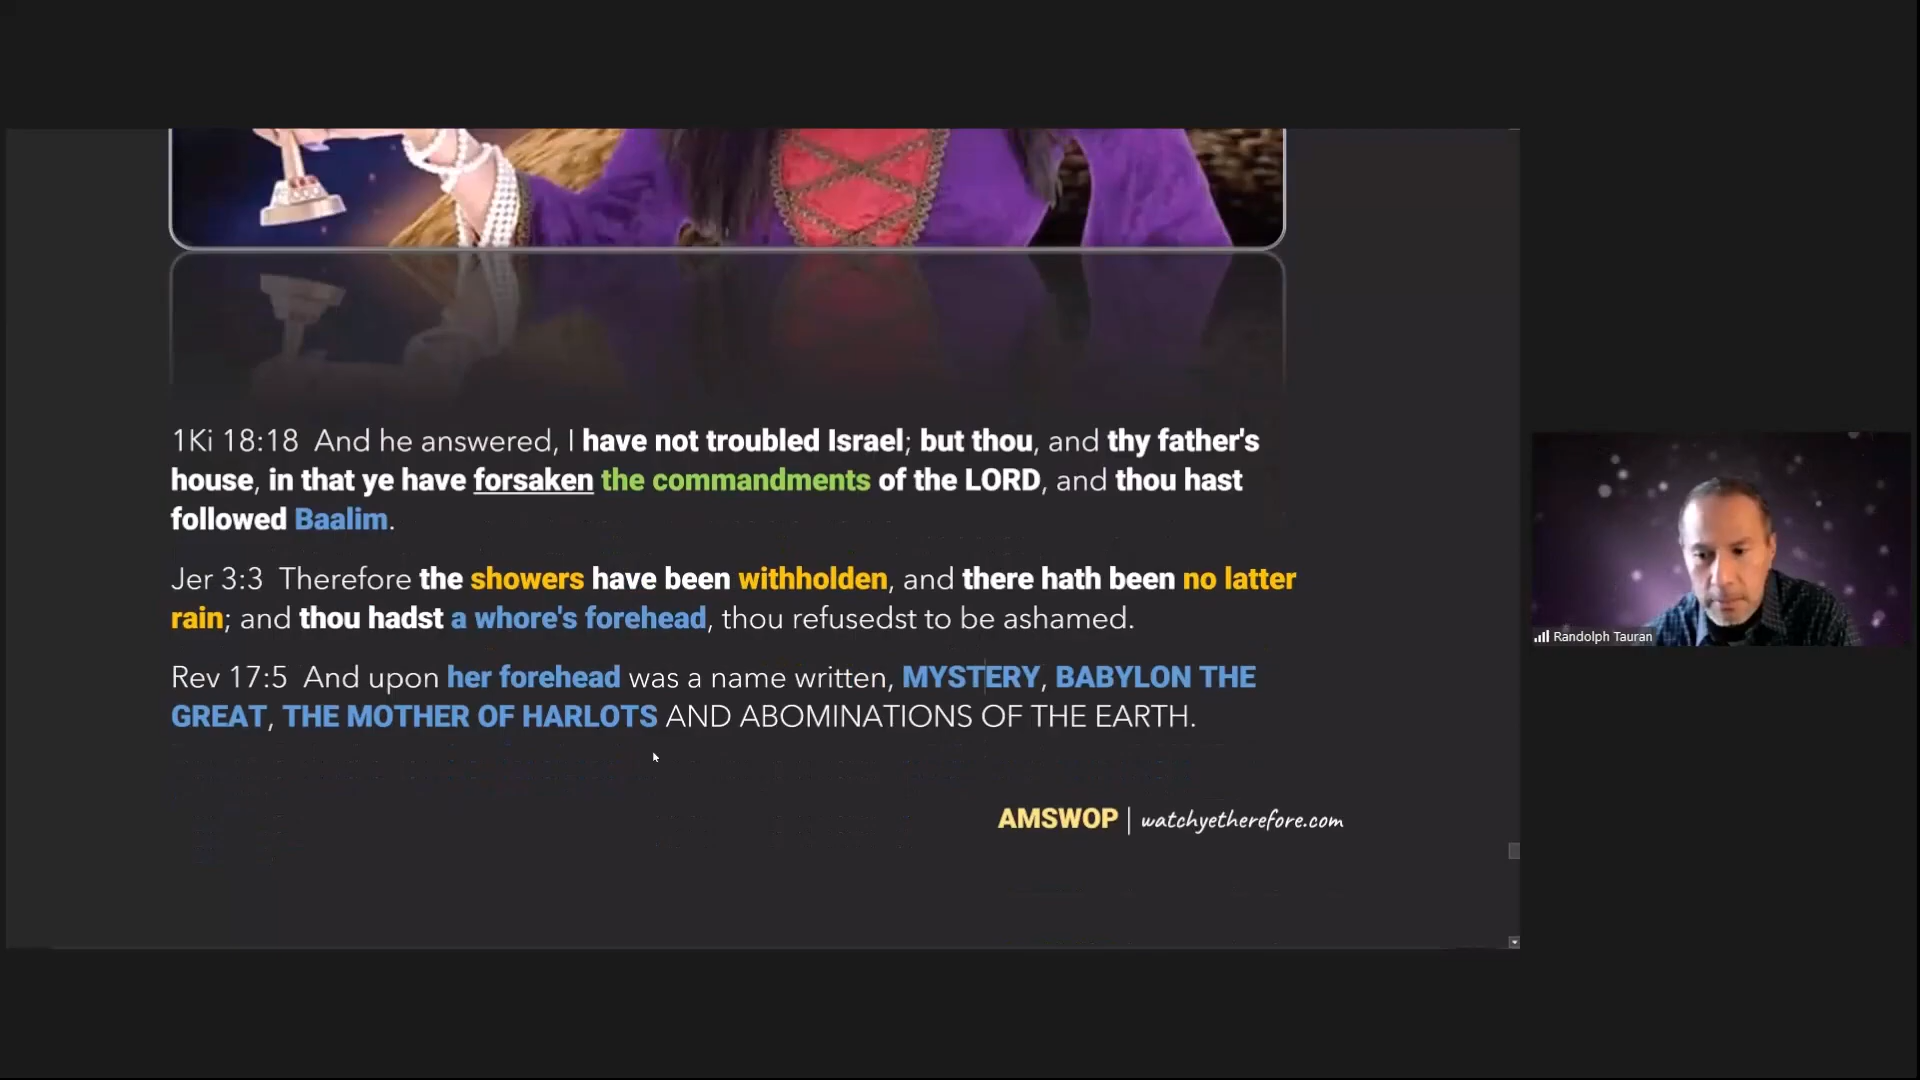 1Ki 18:18 And he answered, I have not troubled Israel; but thou, and thy father's
house, in that ye have forsaken the commandments of the LORD, and thou hast
followed Baalim.
Jer 3:3 Therefore the showers have been withholden, and there hath been no latter
rain; and thou hadst a whore's forehead, thou refusedst to be ashamed.
Rev 17:5 And upon her forehead was a name written, MYSTERY, BABYLON THE
GREAT, THE MOTHER OF HARLOTS AND ABOMINATIONS OF THE EARTH.
AMSWOP | watchyetherefore.com
Randolph Tauran